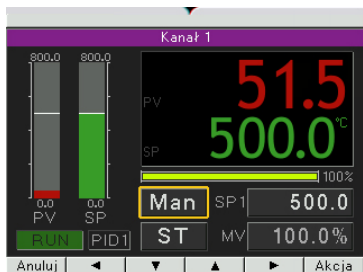 Kanał 1
800.0 800.0
PV 51.5
SP 500.0 °C
100%
0.0 0.0
PV SP
Man SP1 500.0
RUN PID1 ST MV 100.0%
Anuluj ◄ ▼ ▲ ► Akcja